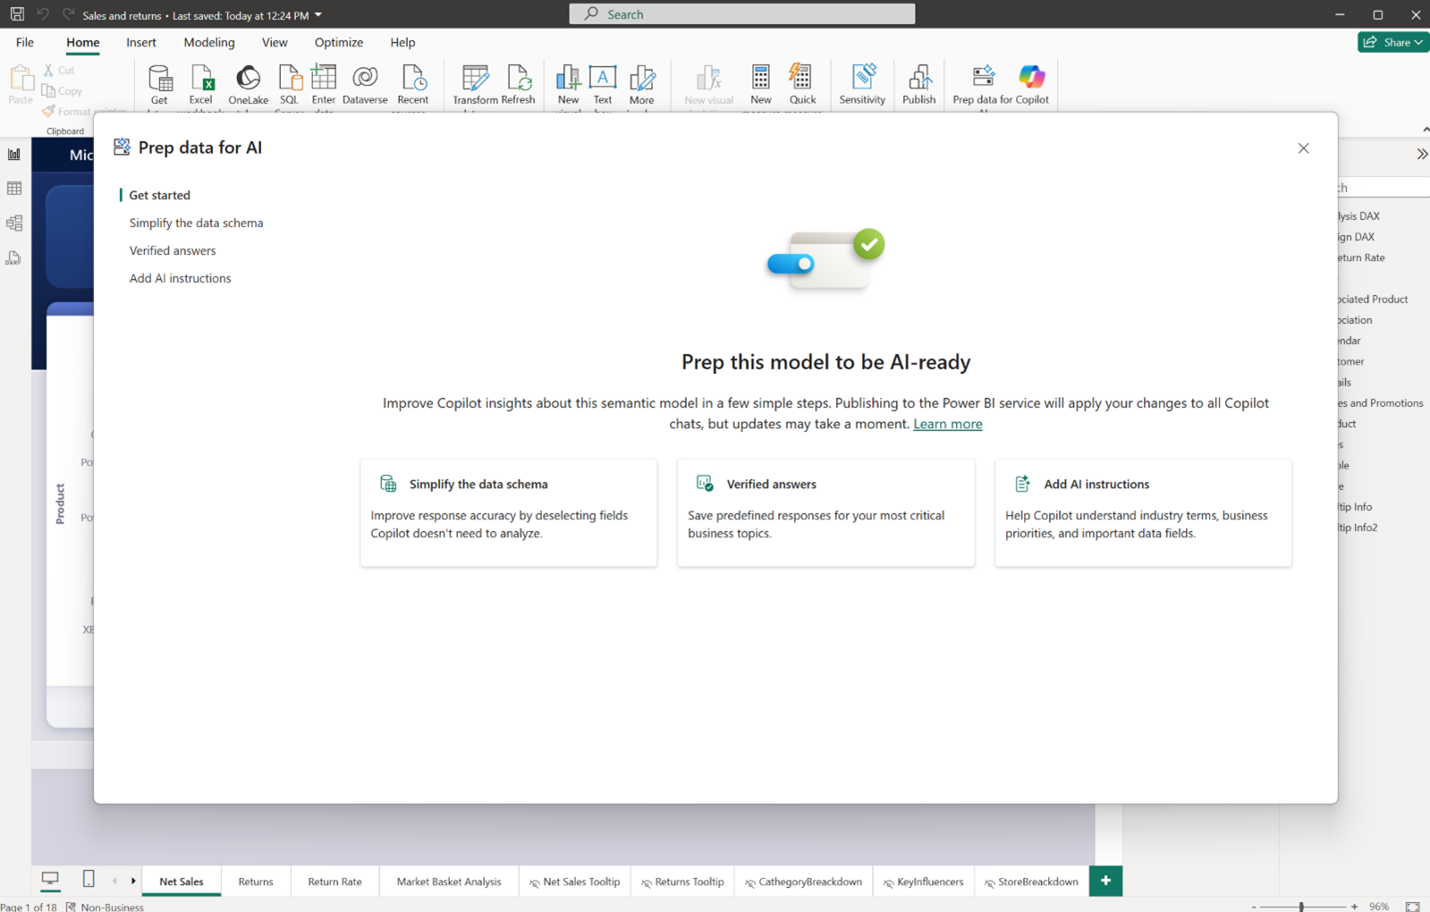 Sales and returns • Last saved: Today at 12:24 PM
Search
File
Home
Insert
Modeling
View
Optimize
Help
Share
Paste
Cut
Copy
Format painter
Clipboard
Get
Excel
OneLake
SQL
Enter
Dataverse
Recent
Transform
Refresh
New
Text
More
New visual
New
Quick
Sensitivity
Publish
Prep data for
Copilot
Mic
Prep data for AI
Get started
Simplify the data schema
Verified answers
Add AI instructions
Prep this model to be AI-ready
Improve Copilot insights about this semantic model in a few simple steps. Publishing to the Power BI service will apply your changes to all Copilot
chats, but updates may take a moment. Learn more
Simplify the data schema
Improve response accuracy by deselecting fields
Copilot doesn't need to analyze.
Verified answers
Save predefined responses for your most critical
business topics.
Add AI instructions
Help Copilot understand industry terms, business
priorities, and important data fields.
Product
Po
Po
XE
ch
lysis DAX
ign DAX
eturn Rate
ociated Product
ociation
endar
tomer
ails
es and Promotions
duct
s
ple
e
ltip Info
ltip Info2
Net Sales
Returns
Return Rate
Market Basket Analysis
Net Sales Tooltip
Returns Tooltip
CathegoryBreakdown
KeyInfluencers
StoreBreakdown
+
Page 1 of 18
Non-Business
- + 96%